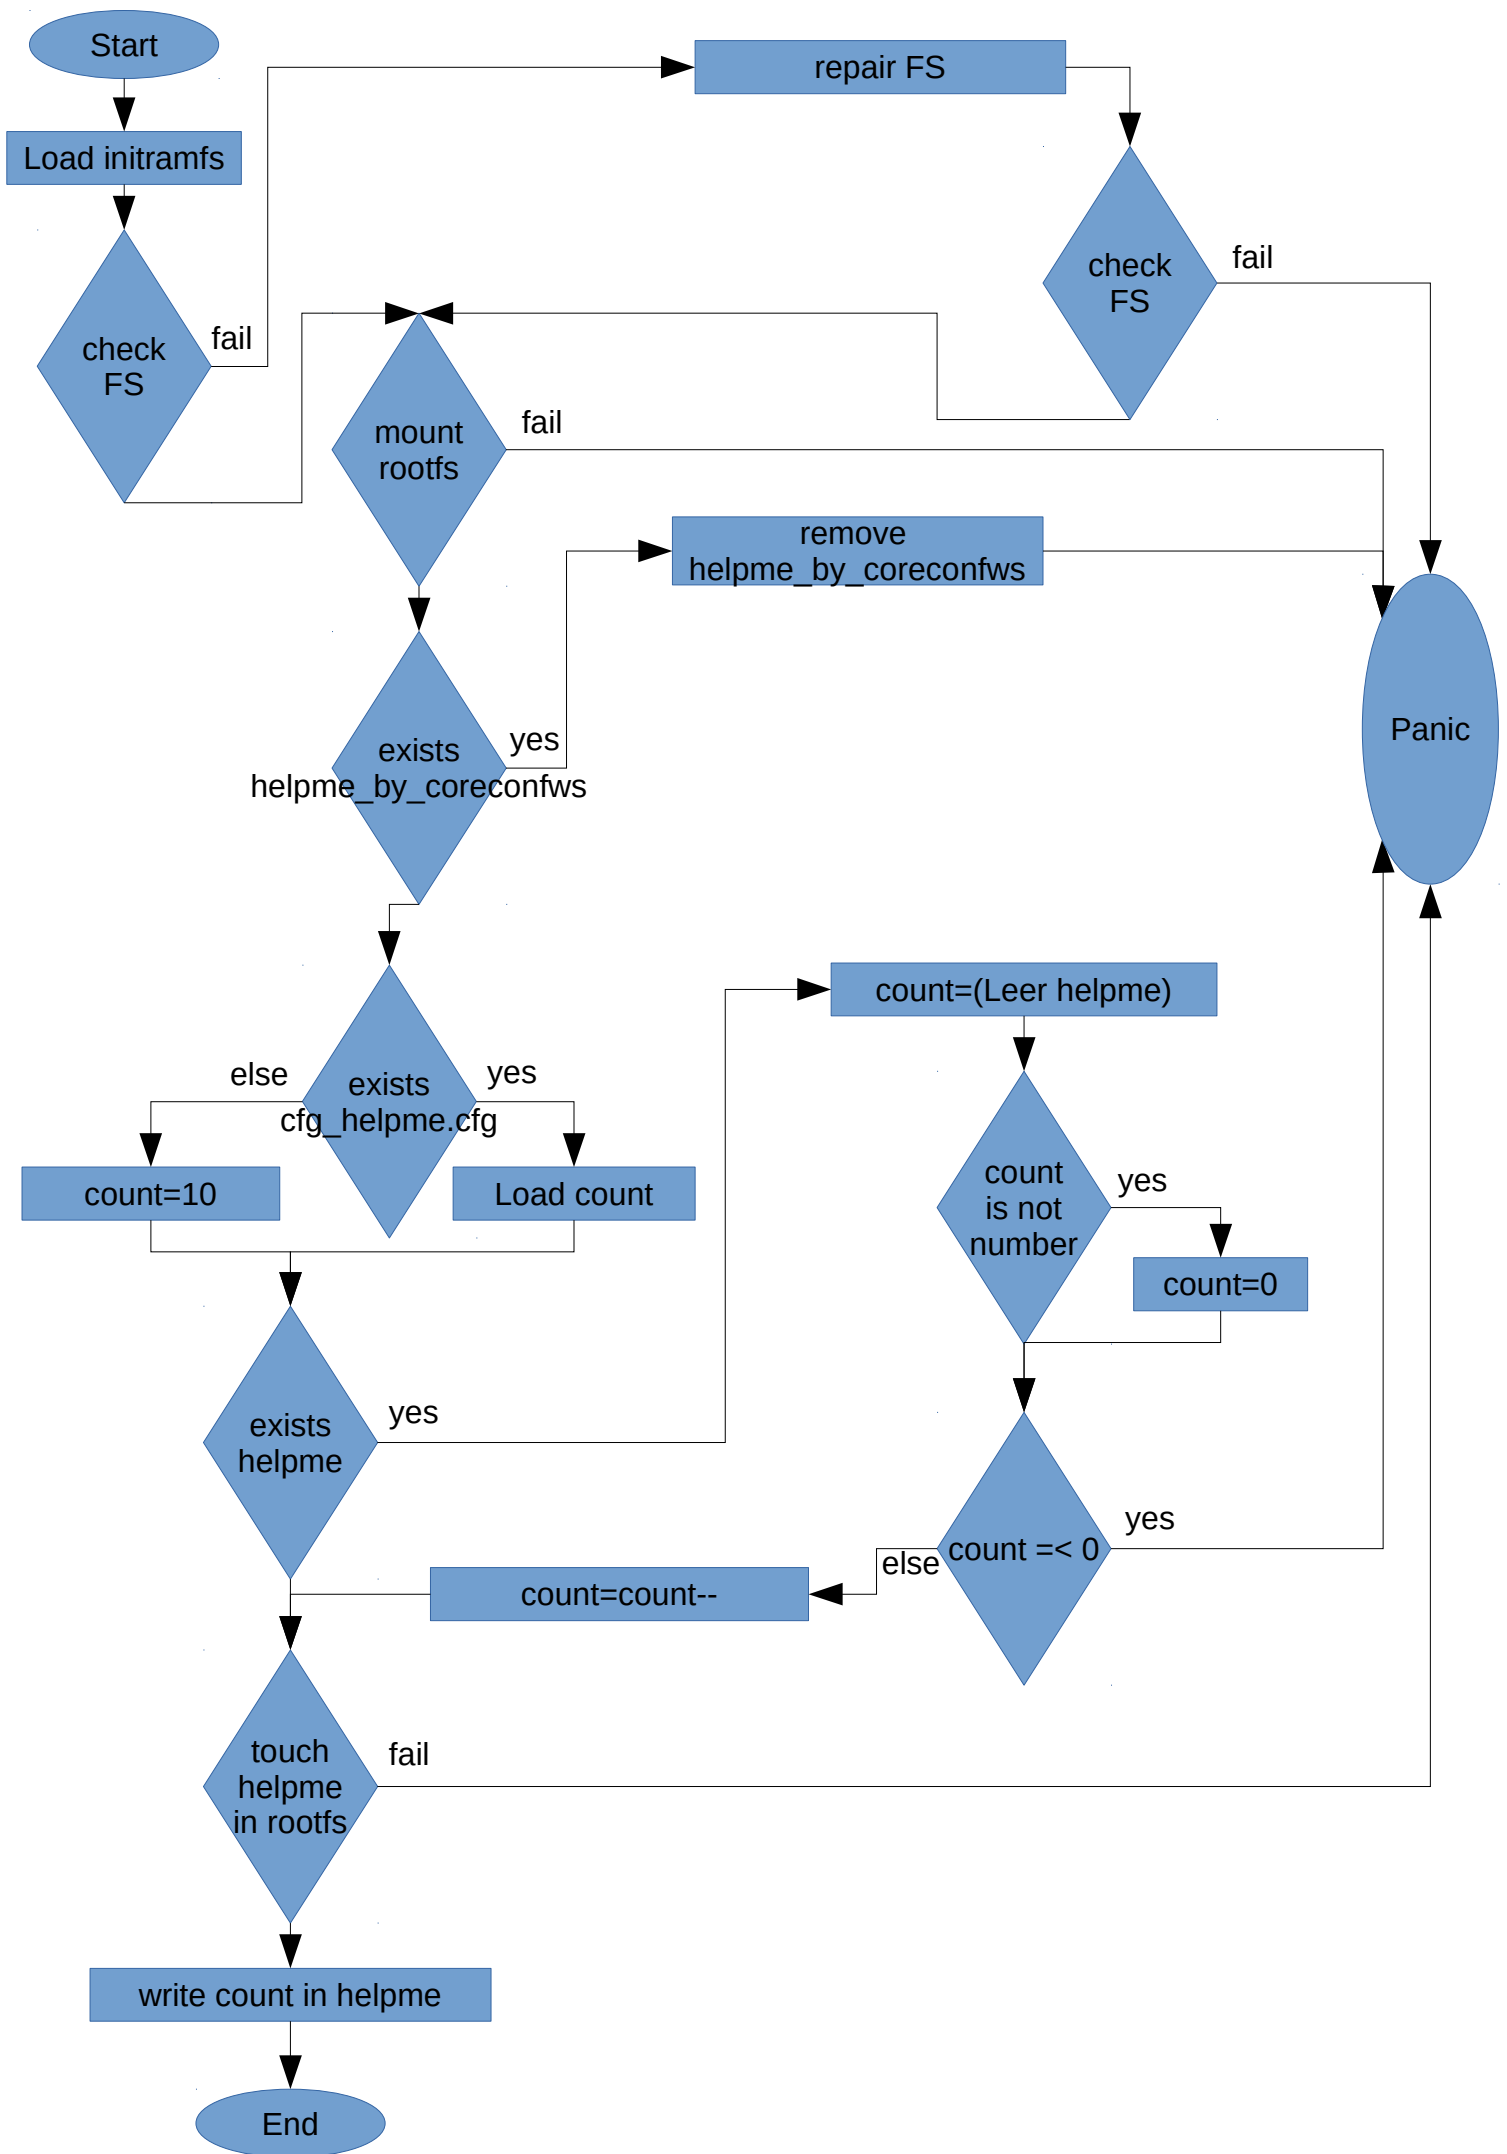 Start
repair FS
Load initramfs
check
FS
fail
check
FS
fail
mount
rootfs
fail
remove
helpme_by_coreconfws
exists
helpme_by_coreconfws
yes
Panic
count=(Leer helpme)
exists
cfg_helpme.cfg
else
yes
count=10
Load count
count
is not
number
yes
count=0
exists
helpme
yes
count =< 0
yes
else
count=count--
touch
helpme
in rootfs
fail
write count in helpme
End